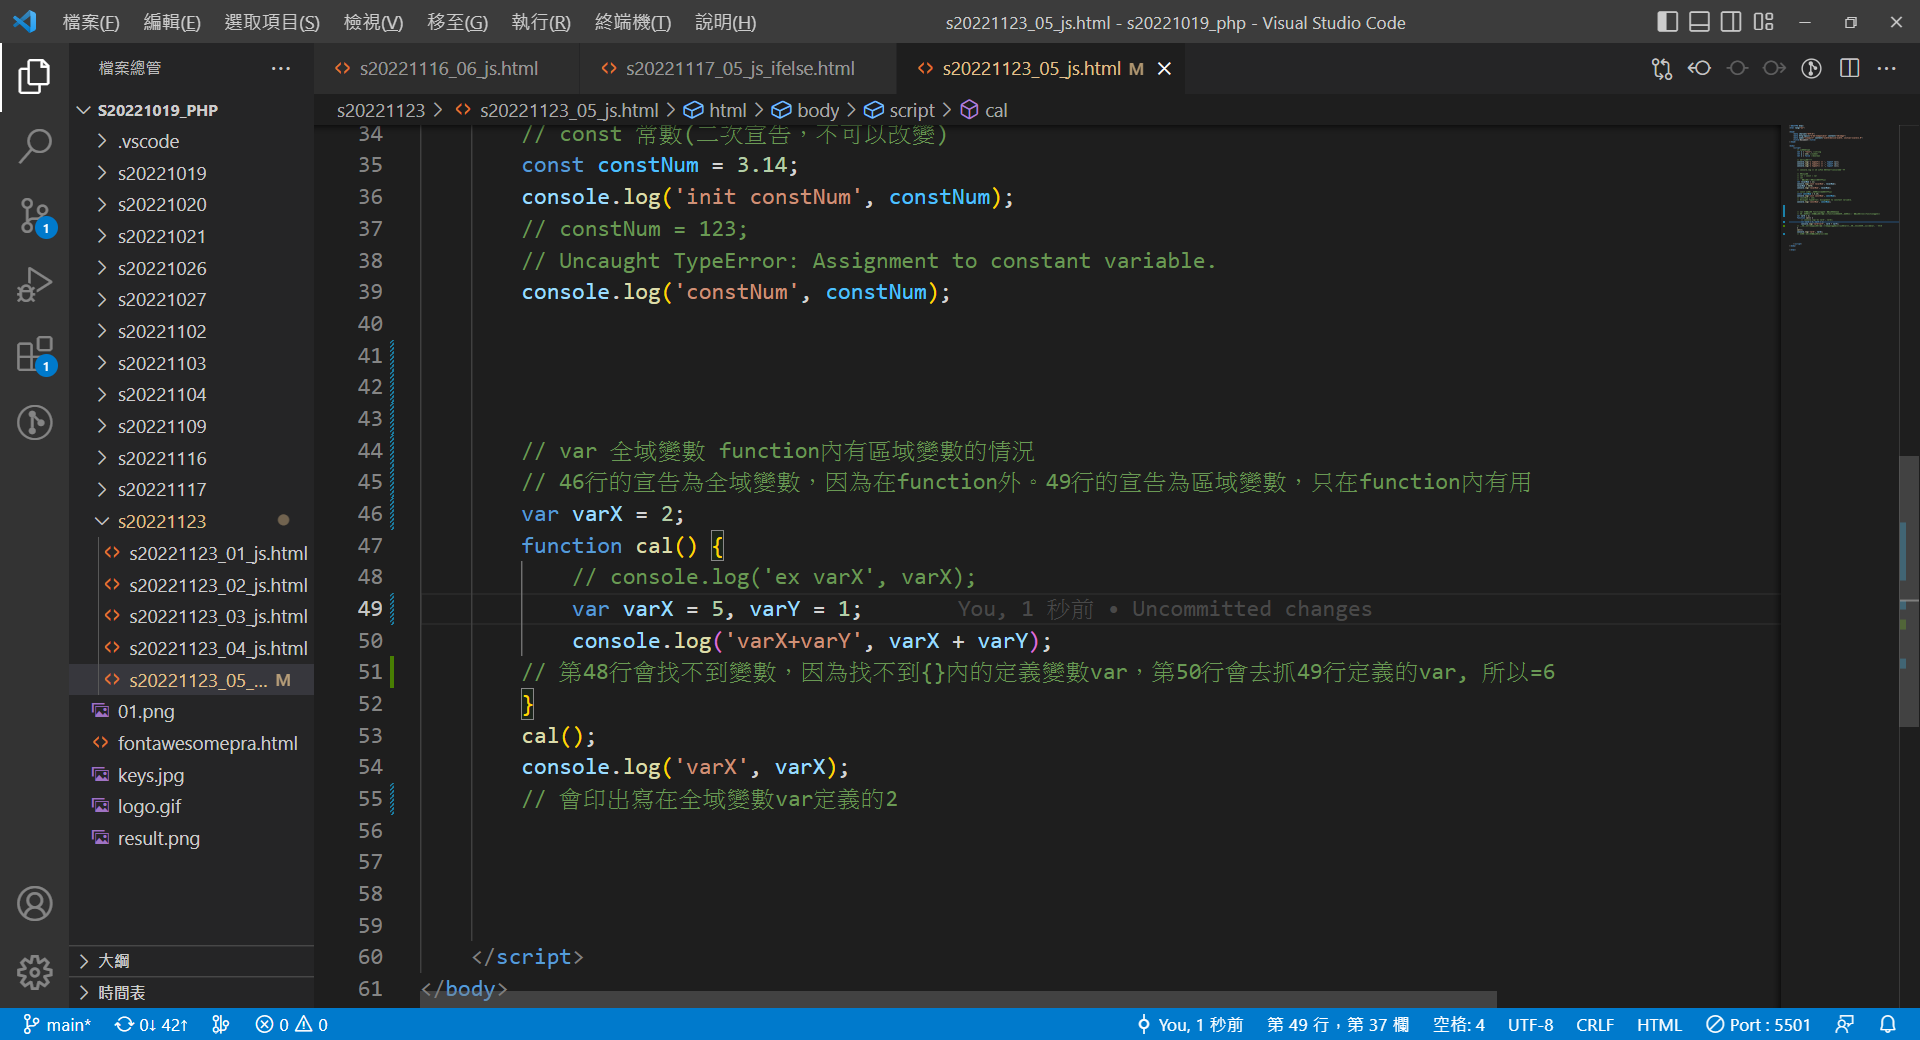 檔案(F) 編輯(E) 選取項目(S) 檢視(V) 移至(G) 執行(R) 終端機(T) 說明(H)
s20221123_05_js.html - s20221019_php - Visual Studio Code
檔案總管
S20221019_PHP
.vscode
s20221019
s20221020
s20221021
s20221026
s20221027
s20221102
s20221103
s20221104
s20221109
s20221116
s20221117
s20221123
s20221123_01_js.html
s20221123_02_js.html
s20221123_03_js.html
s20221123_04_js.html
s20221123_05_... M
01.png
fontawesomepra.html
keys.jpg
logo.gif
result.png
大綱
時間表
1
1
s20221116_06_js.html
s20221117_05_js_ifelse.html
s20221123_05_js.html M
s20221123 > s20221123_05_js.html > html > body > script > cal
34 // const 常數(二次宣告，不可以改變)
35 const constNum = 3.14;
36 console.log('init constNum', constNum);
37 // constNum = 123;
38 // Uncaught TypeError: Assignment to constant variable.
39 console.log('constNum', constNum);
40
41
42
43
44 // var 全域變數 function內有區域變數的情況
45 // 46行的宣告為全域變數，因為在function外。49行的宣告為區域變數，只在function內有用
46 var varX = 2;
47 function cal() {
48 // console.log('ex varX', varX);
49 var varX = 5, varY = 1; You, 1 秒前 • Uncommitted changes
50 console.log('varX+varY', varX + varY);
51 // 第48行會找不到變數，因為找不到{}內的定義變數var，第50行會去抓49行定義的var, 所以=6
52 }
53 cal();
54 console.log('varX', varX);
55 // 會印出寫在全域變數var定義的2
56
57
58
59
60 </script>
61 </body>
main* 0↓ 42↑ 0 0
You, 1 秒前 第 49 行，第 37 欄 空格: 4 UTF-8 CRLF HTML Port : 5501